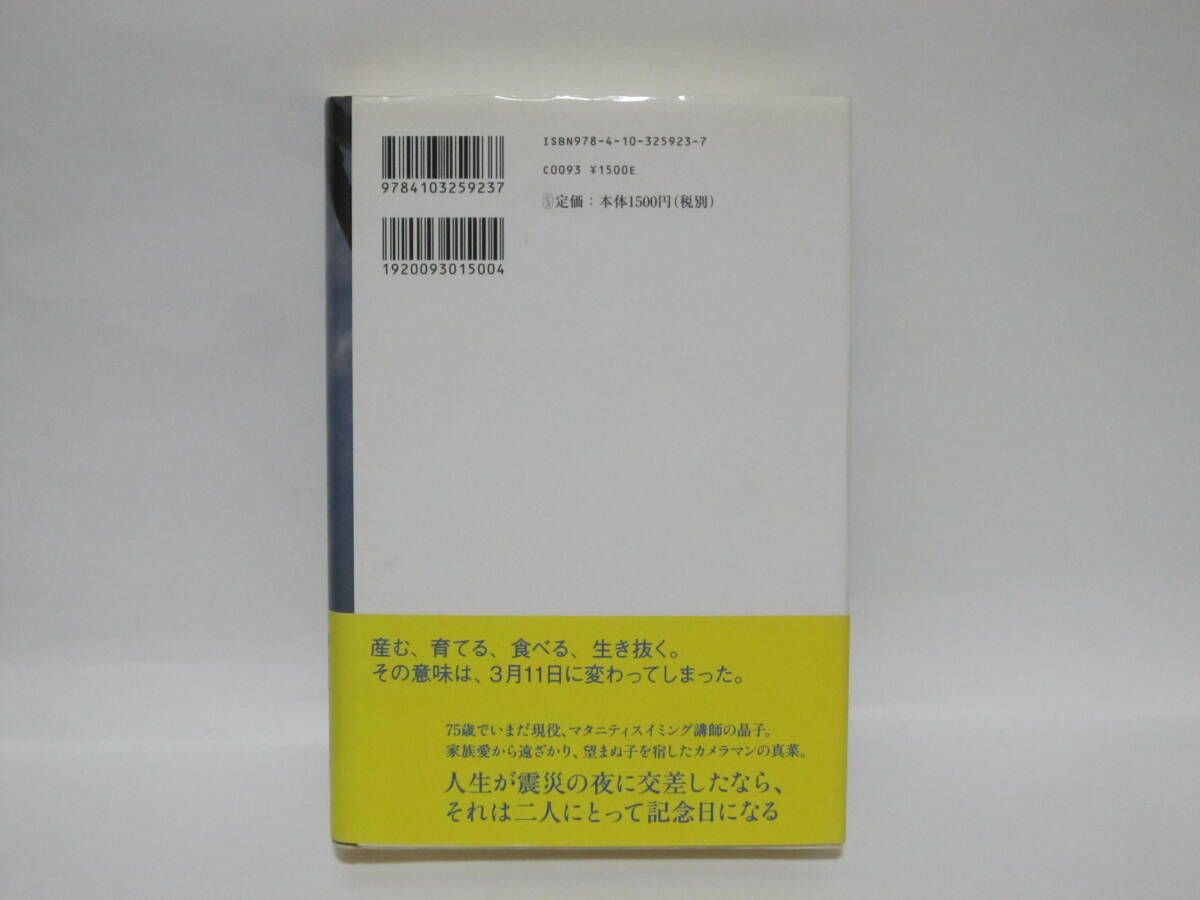 ISBN978-4-10-325923-7
C0093 ¥1500E
Ⓢ定価：本体1500円（税別）
9784103259237
1920093015004
産む、育てる、食べる、生き抜く。
その意味は、3月11日に変わってしまった。
75歳でいまだ現役、マタニティスイミング講師の晶子。
家族愛から遠ざかり、望まぬ子を宿したカメラマンの真菜。
人生が震災の夜に交差したなら、
それは二人にとって記念日になる